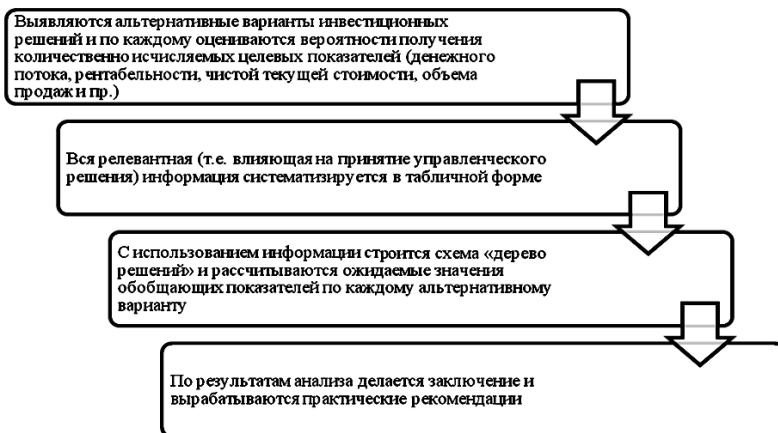 Выявляются альтернативные варианты инвестиционных
решений и по каждому оцениваются вероятности получения
количественно исчисляемых целевых показателей (денежного
потока, рентабельности, чистой текущей стоимости, объема
продаж и пр.)
Вся релевантная (т.е. влияющая на принятие управленческого
решения) информация систематизируется в табличной форме
С использованием информации строится схема «дерево
решений» и рассчитываются ожидаемые значения
обобщающих показателей по каждому альтернативному
варианту
По результатам анализа делается заключение и
вырабатываются практические рекомендации